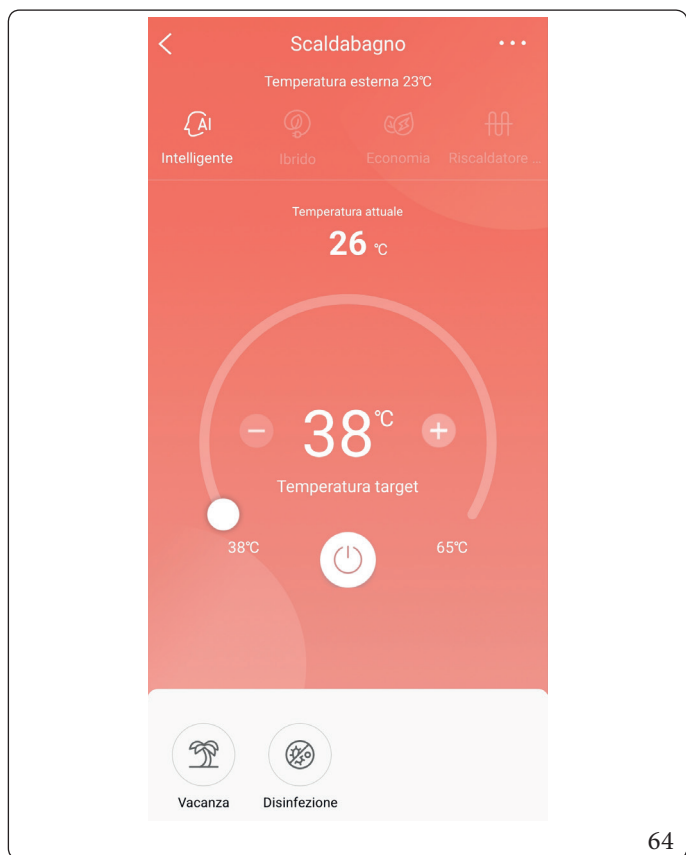 Scaldabagno
Temperatura esterna 23℃
AI
Intelligente
Ibrido
Economia
Riscaldatore ...
Temperatura attuale
26 ℃
38℃
Temperatura target
38℃
65℃
Vacanza
Disinfezione
64